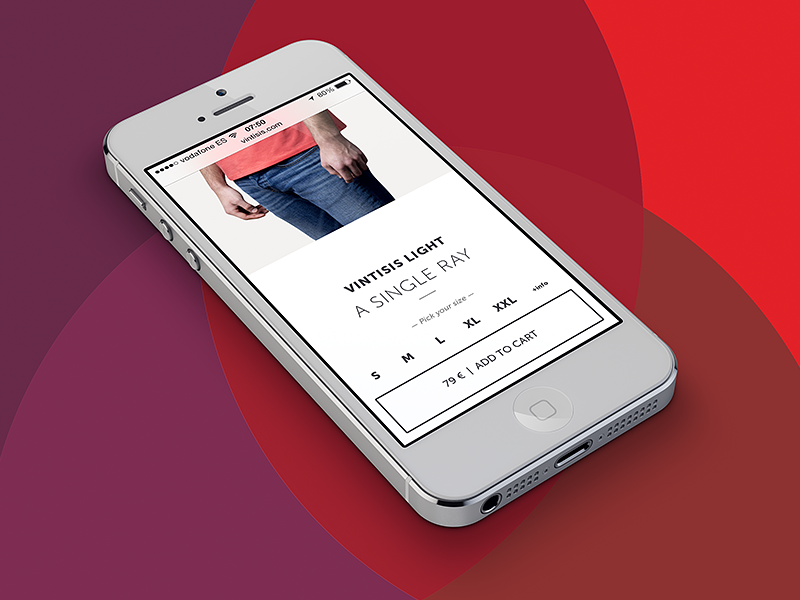 vodafone ES 07:50 80%
vintisis.com
VINTISIS LIGHT
A SINGLE RAY
— Pick your size —
S M L XL XXL +info
79 € | ADD TO CART